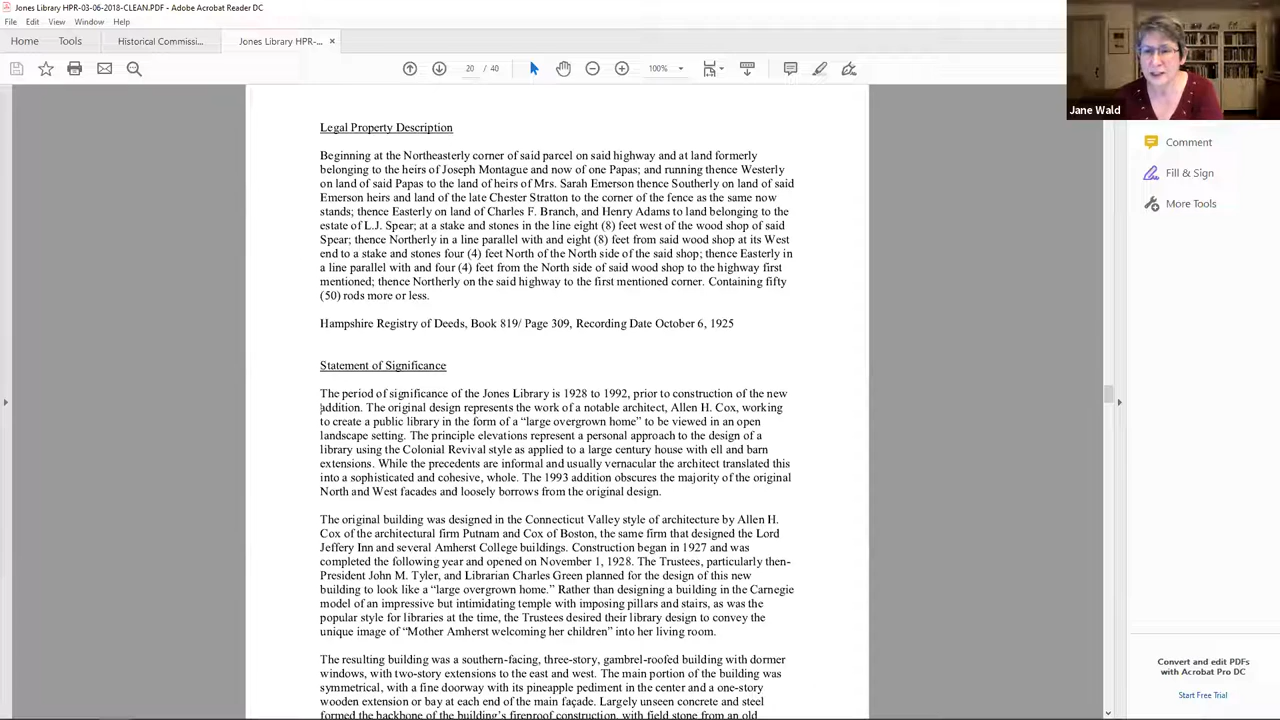 Jones Library HPR-03-06-2018-CLEAN.PDF - Adobe Acrobat Reader DC
File Edit View Window Help
Home Tools Historical Commissi... Jones Library HPR-... ×
20 / 40 100%
Jane Wald
Comment
Fill & Sign
More Tools
Legal Property Description
Beginning at the Northeasterly corner of said parcel on said highway and at land formerly
belonging to the heirs of Joseph Montague and now of one Papas; and running thence Westerly
on land of said Papas to the land of heirs of Mrs. Sarah Emerson thence Southerly on land of said
Emerson heirs and land of the late Chester Stratton to the corner of the fence as the same now
stands; thence Easterly on land of Charles F. Branch, and Henry Adams to land belonging to the
estate of L.J. Spear; at a stake and stones in the line eight (8) feet west of the wood shop of said
Spear; thence Northerly in a line parallel with and eight (8) feet from said wood shop at its West
end to a stake and stones four (4) feet North of the North side of the said shop; thence Easterly in
a line parallel with and four (4) feet from the North side of said wood shop to the highway first
mentioned; thence Northerly on the said highway to the first mentioned corner. Containing fifty
(50) rods more or less.
Hampshire Registry of Deeds, Book 819/ Page 309, Recording Date October 6, 1925
Statement of Significance
The period of significance of the Jones Library is 1928 to 1992, prior to construction of the new
addition. The original design represents the work of a notable architect, Allen H. Cox, working
to create a public library in the form of a “large overgrown home” to be viewed in an open
landscape setting. The principle elevations represent a personal approach to the design of a
library using the Colonial Revival style as applied to a large century house with ell and barn
extensions. While the precedents are informal and usually vernacular the architect translated this
into a sophisticated and cohesive, whole. The 1993 addition obscures the majority of the original
North and West facades and loosely borrows from the original design.
The original building was designed in the Connecticut Valley style of architecture by Allen H.
Cox of the architectural firm Putnam and Cox of Boston, the same firm that designed the Lord
Jeffery Inn and several Amherst College buildings. Construction began in 1927 and was
completed the following year and opened on November 1, 1928. The Trustees, particularly then-
President John M. Tyler, and Librarian Charles Green planned for the design of this new
building to look like a “large overgrown home.” Rather than designing a building in the Carnegie
model of an impressive but intimidating temple with imposing pillars and stairs, as was the
popular style for libraries at the time, the Trustees desired their library design to convey the
unique image of “Mother Amherst welcoming her children” into her living room.
The resulting building was a southern-facing, three-story, gambrel-roofed building with dormer
windows, with two-story extensions to the east and west. The main portion of the building was
symmetrical, with a fine doorway with its pineapple pediment in the center and a one-story
wooden extension or bay at each end of the main façade. Largely unseen concrete and steel
formed the backbone of the building’s fireproof construction, with field stone from an old
Convert and edit PDFs
with Acrobat Pro DC
Start Free Trial